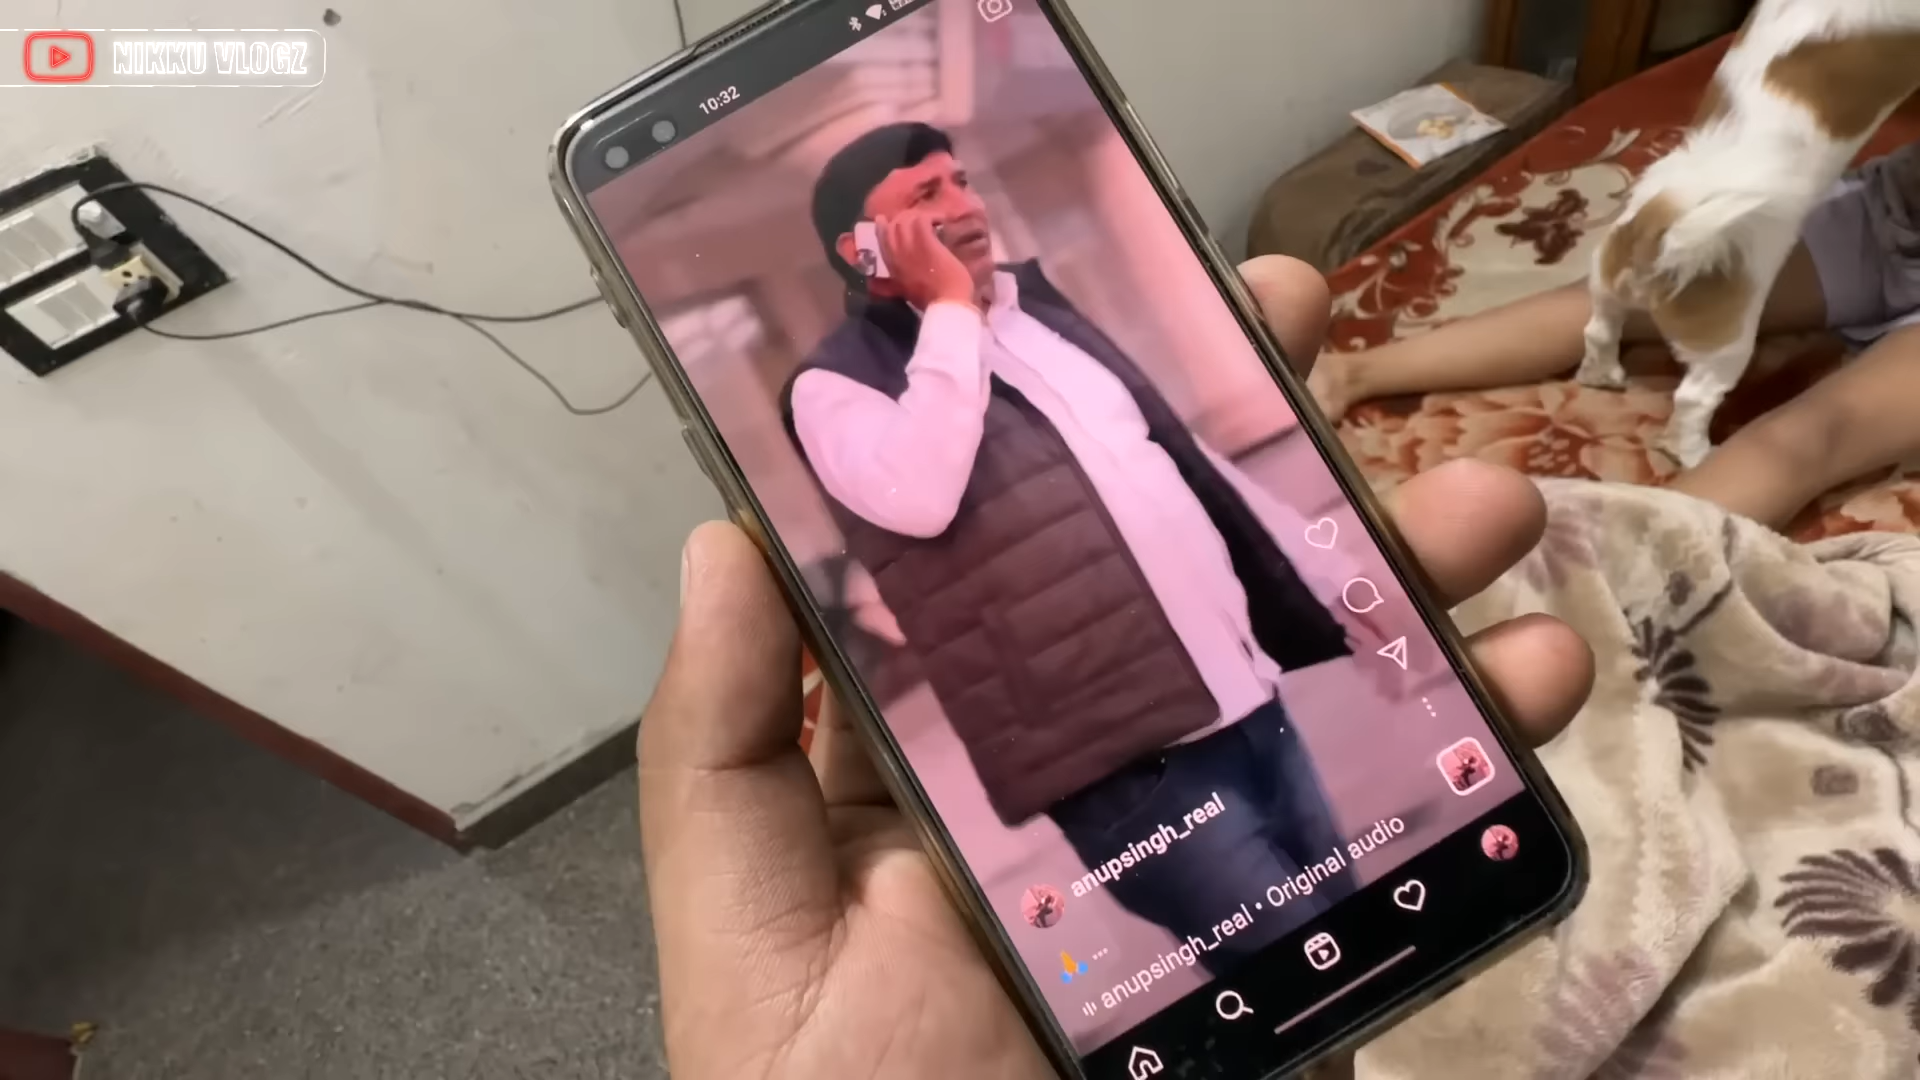 NIKKU VLOGZ
10:32
anupsingh_real
🙏 ...
anupsingh_real • Original audio